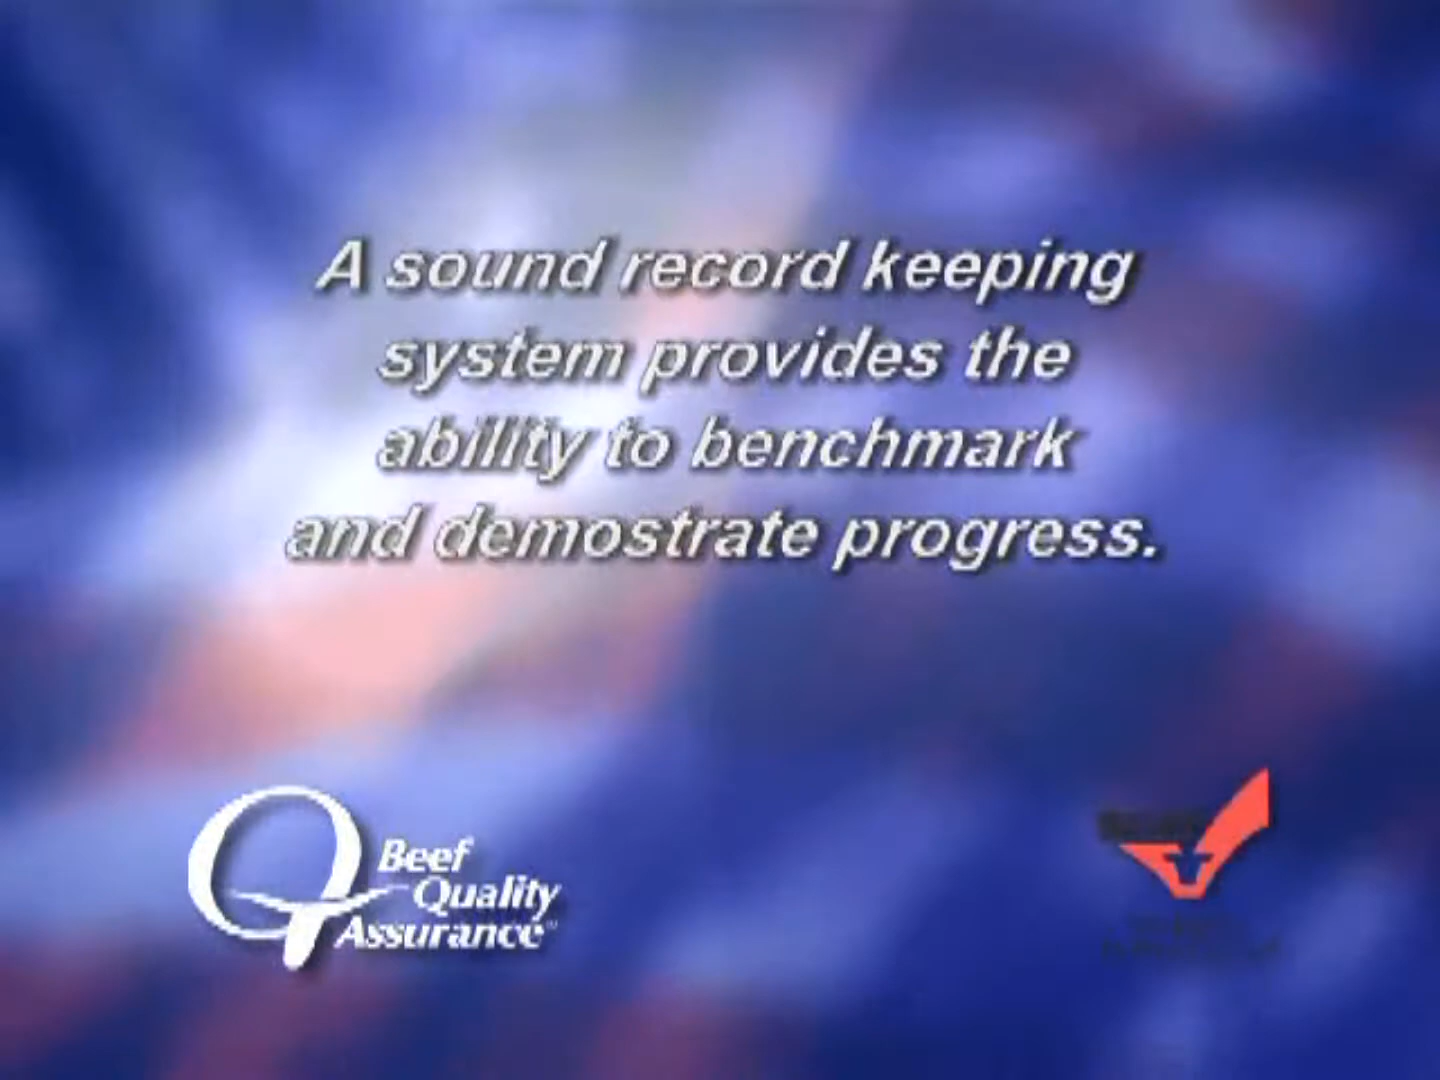 A sound record keeping
system provides the
ability to benchmark
and demostrate progress.
Beef
Quality
Assurance